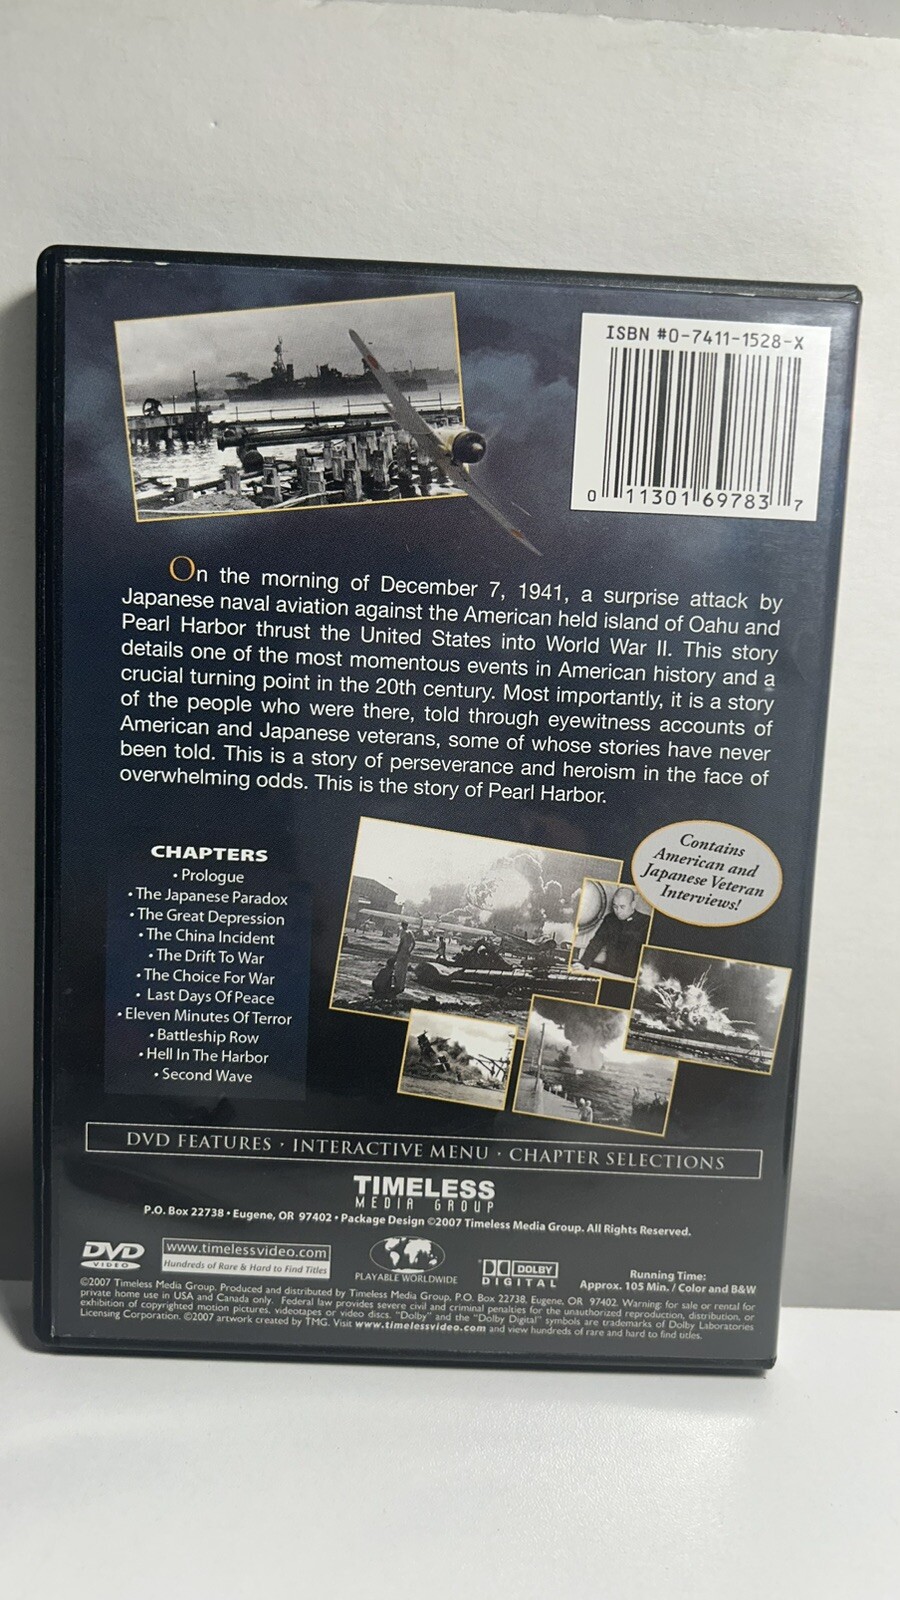 ISBN #0-7411-1528-X
0 11301 69783 7
On the morning of December 7, 1941, a surprise attack by
Japanese naval aviation against the American held island of Oahu and
Pearl Harbor thrust the United States into World War II. This story
details one of the most momentous events in American history and a
crucial turning point in the 20th century. Most importantly, it is a story
of the people who were there, told through eyewitness accounts of
American and Japanese veterans, some of whose stories have never
been told. This is a story of perseverance and heroism in the face of
overwhelming odds. This is the story of Pearl Harbor.
Contains
American and
Japanese Veteran
Interviews!
CHAPTERS
• Prologue
• The Japanese Paradox
• The Great Depression
• The China Incident
• The Drift To War
• The Choice For War
• Last Days Of Peace
• Eleven Minutes Of Terror
• Battleship Row
• Hell In The Harbor
• Second Wave
DVD FEATURES • INTERACTIVE MENU • CHAPTER SELECTIONS
TIMELESS
MEDIA GROUP
P.O. Box 22738 • Eugene, OR 97402 • Package Design ©2007 Timeless Media Group. All Rights Reserved.
DVD
VIDEO
www.timelessvideo.com
Hundreds of Rare & Hard to Find Titles
PLAYABLE WORLDWIDE
DOLBY
DIGITAL
Running Time:
Approx. 105 Min. / Color and B&W
©2007 Timeless Media Group. Produced and distributed by Timeless Media Group, P.O. Box 22738, Eugene, OR 97402. Warning: for sale or rental for
private home use in USA and Canada only. Federal law provides severe civil and criminal penalties for the unauthorized reproduction, distribution, or
exhibition of copyrighted motion pictures, videotapes or video discs. "Dolby" and the "Dolby Digital" symbols are trademarks of Dolby Laboratories
Licensing Corporation. ©2007 artwork created by TMG. Visit www.timelessvideo.com and view hundreds of rare and hard to find titles.